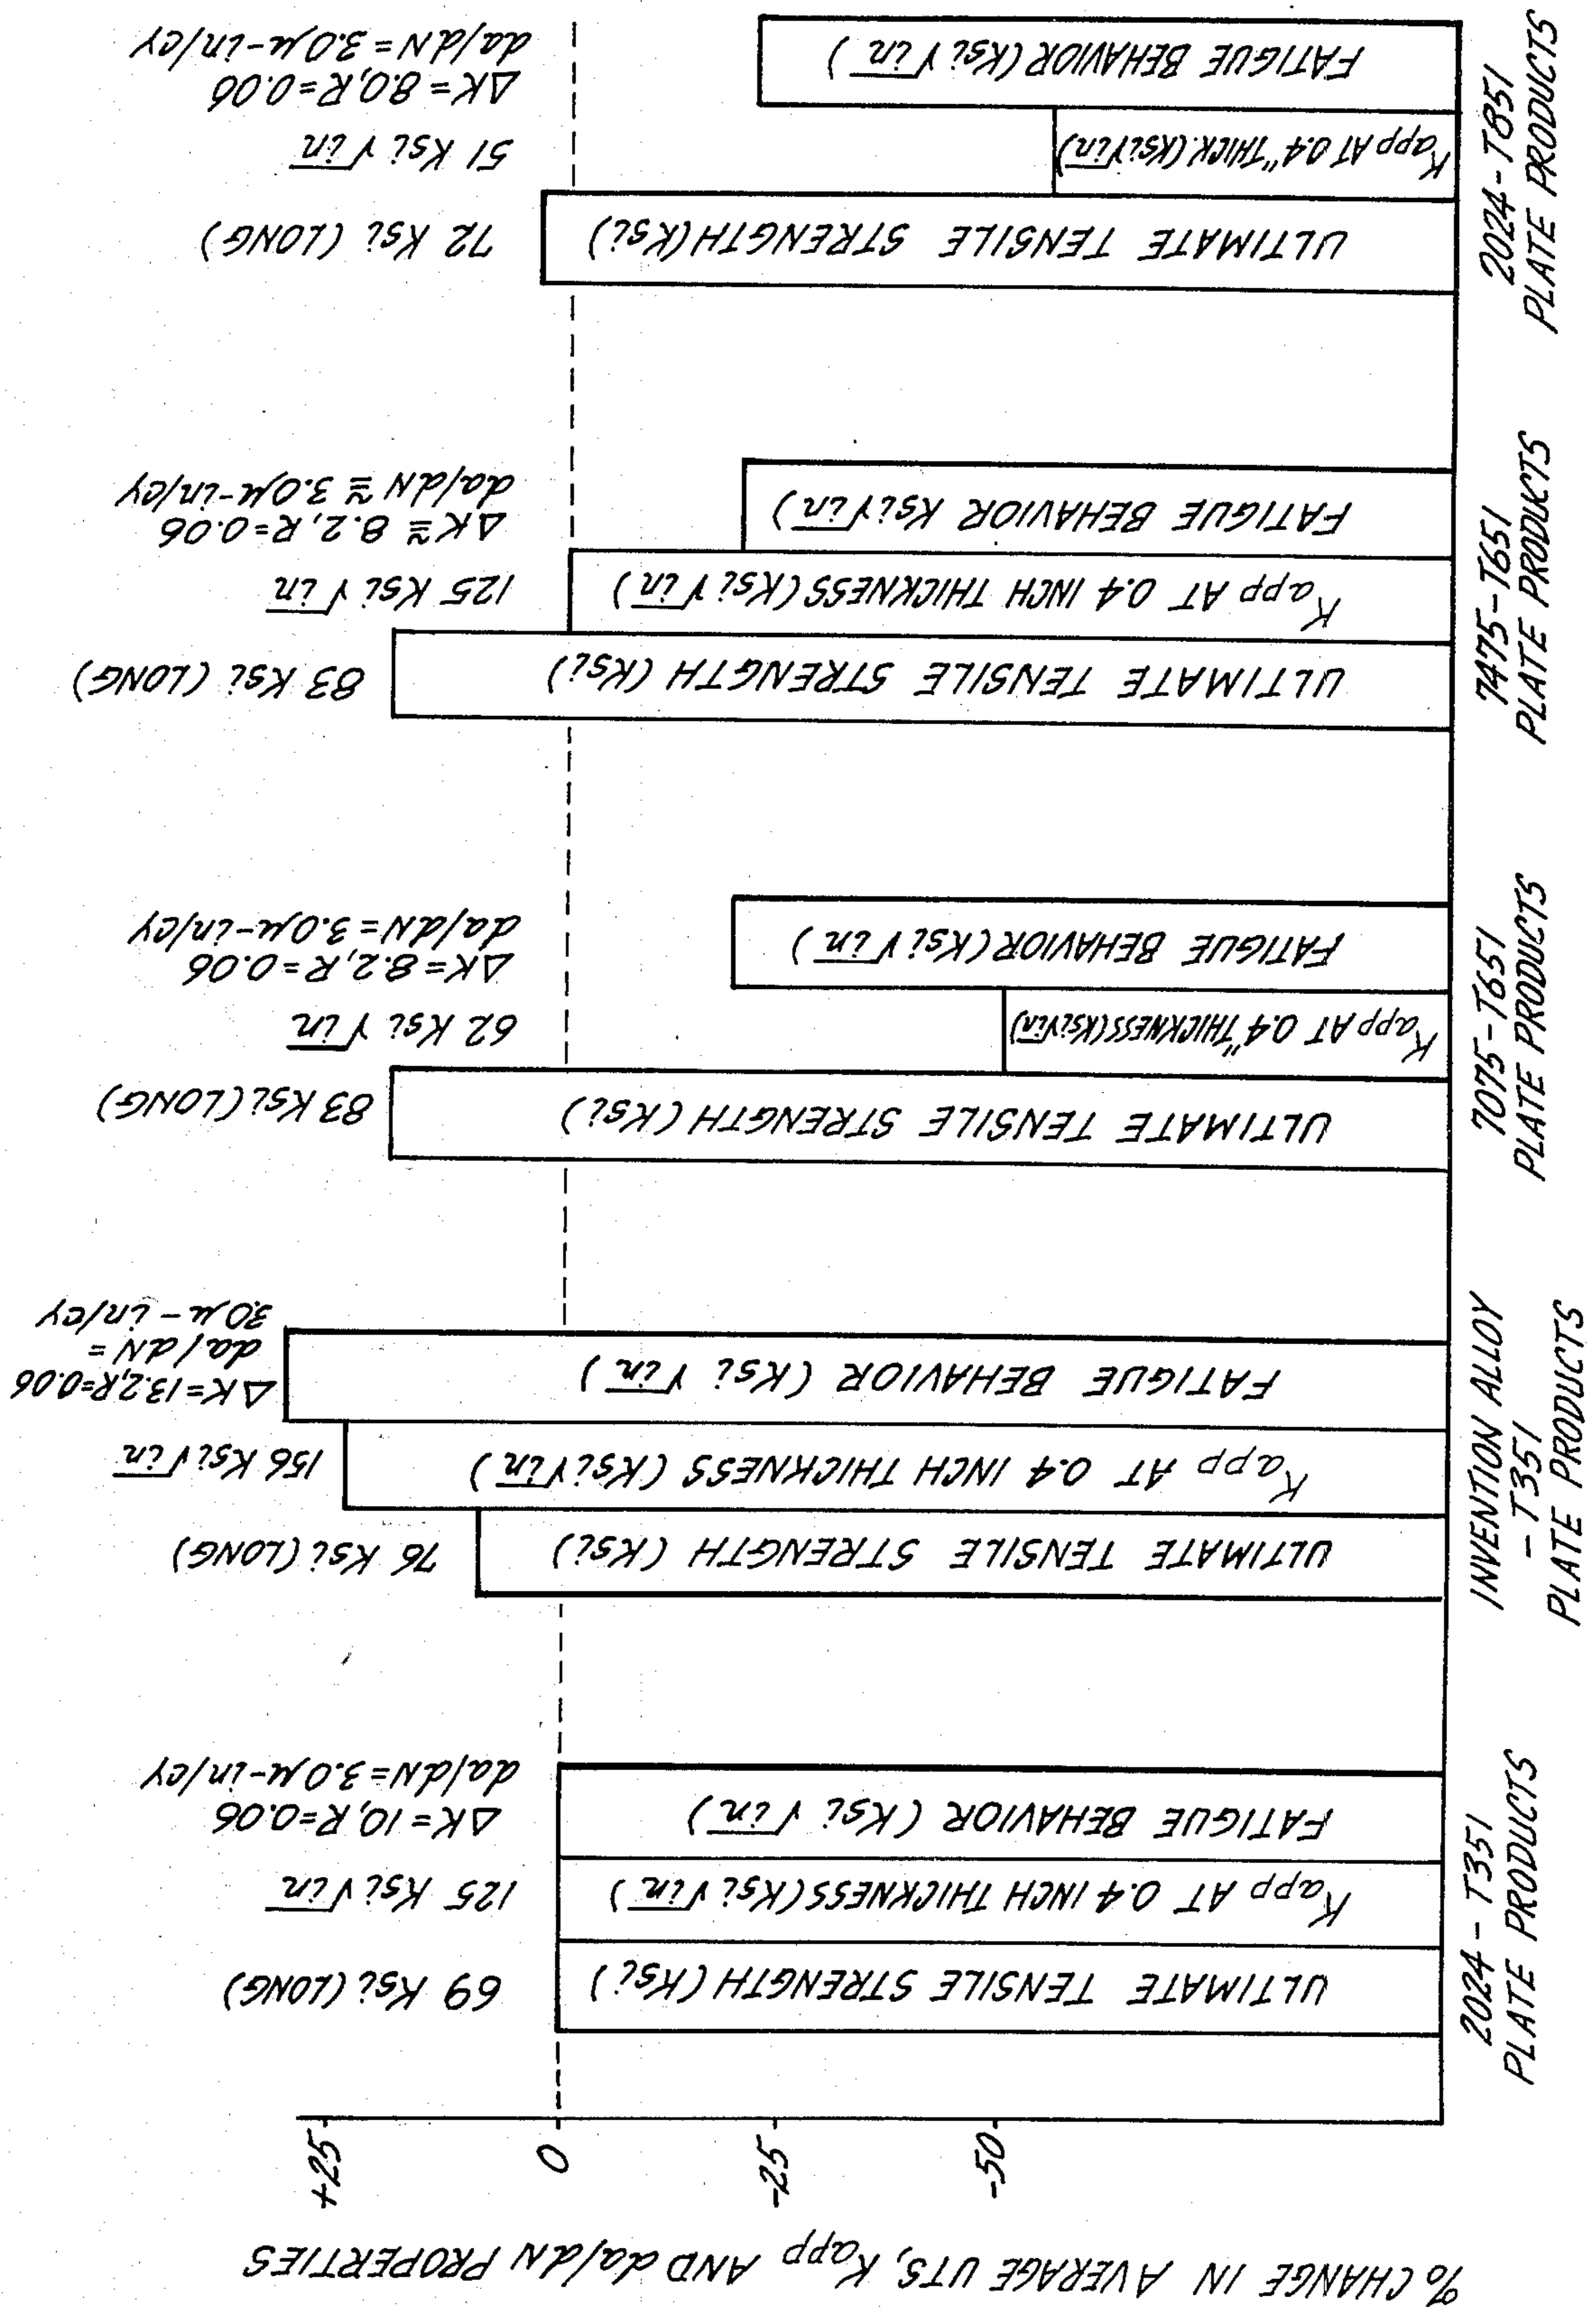 % CHANGE IN AVERAGE UTS, Kapp AND da/dN PROPERTIES
+25
0
-25
-50
69 Ksi (LONG)
ULTIMATE TENSILE STRENGTH (Ksi)
125 Ksi√in
Kapp AT 0.4 INCH THICKNESS (Ksi√in)
ΔK = 10, R=0.06
da/dN=3.0μ-in/cy
FATIGUE BEHAVIOR (Ksi √in)
2024 - T351
PLATE PRODUCTS
76 Ksi (LONG)
ULTIMATE TENSILE STRENGTH (Ksi)
156 Ksi√in
Kapp AT 0.4 INCH THICKNESS (Ksi√in)
ΔK=13.2,R=0.06
da/dN =
3.0 μ - in/cy
FATIGUE BEHAVIOR (Ksi √in)
INVENTION ALLOY
- T351
PLATE PRODUCTS
83 Ksi (LONG)
ULTIMATE TENSILE STRENGTH (Ksi)
62 Ksi √in
Kapp AT 0.4" THICKNESS (Ksi√in)
ΔK = 8.2, R=0.06
da/dN = 3.0μ-in/cy
FATIGUE BEHAVIOR (Ksi√in)
7075-T651
PLATE PRODUCTS
83 Ksi (LONG)
ULTIMATE TENSILE STRENGTH (Ksi)
125 Ksi √in
Kapp AT 0.4 INCH THICKNESS (Ksi √in)
ΔK ≅ 8.2, R=0.06
da/dN ≅ 3.0μ-in/cy
FATIGUE BEHAVIOR Ksi√in)
7475-T651
PLATE PRODUCTS
72 Ksi (LONG)
ULTIMATE TENSILE STRENGTH (Ksi)
51 Ksi √in
Kapp AT 0.4" THICK. (Ksi√in)
ΔK = 8.0, R=0.06
da/dN = 3.0μ-in/cy
FATIGUE BEHAVIOR (Ksi √in)
2024-T851
PLATE PRODUCTS